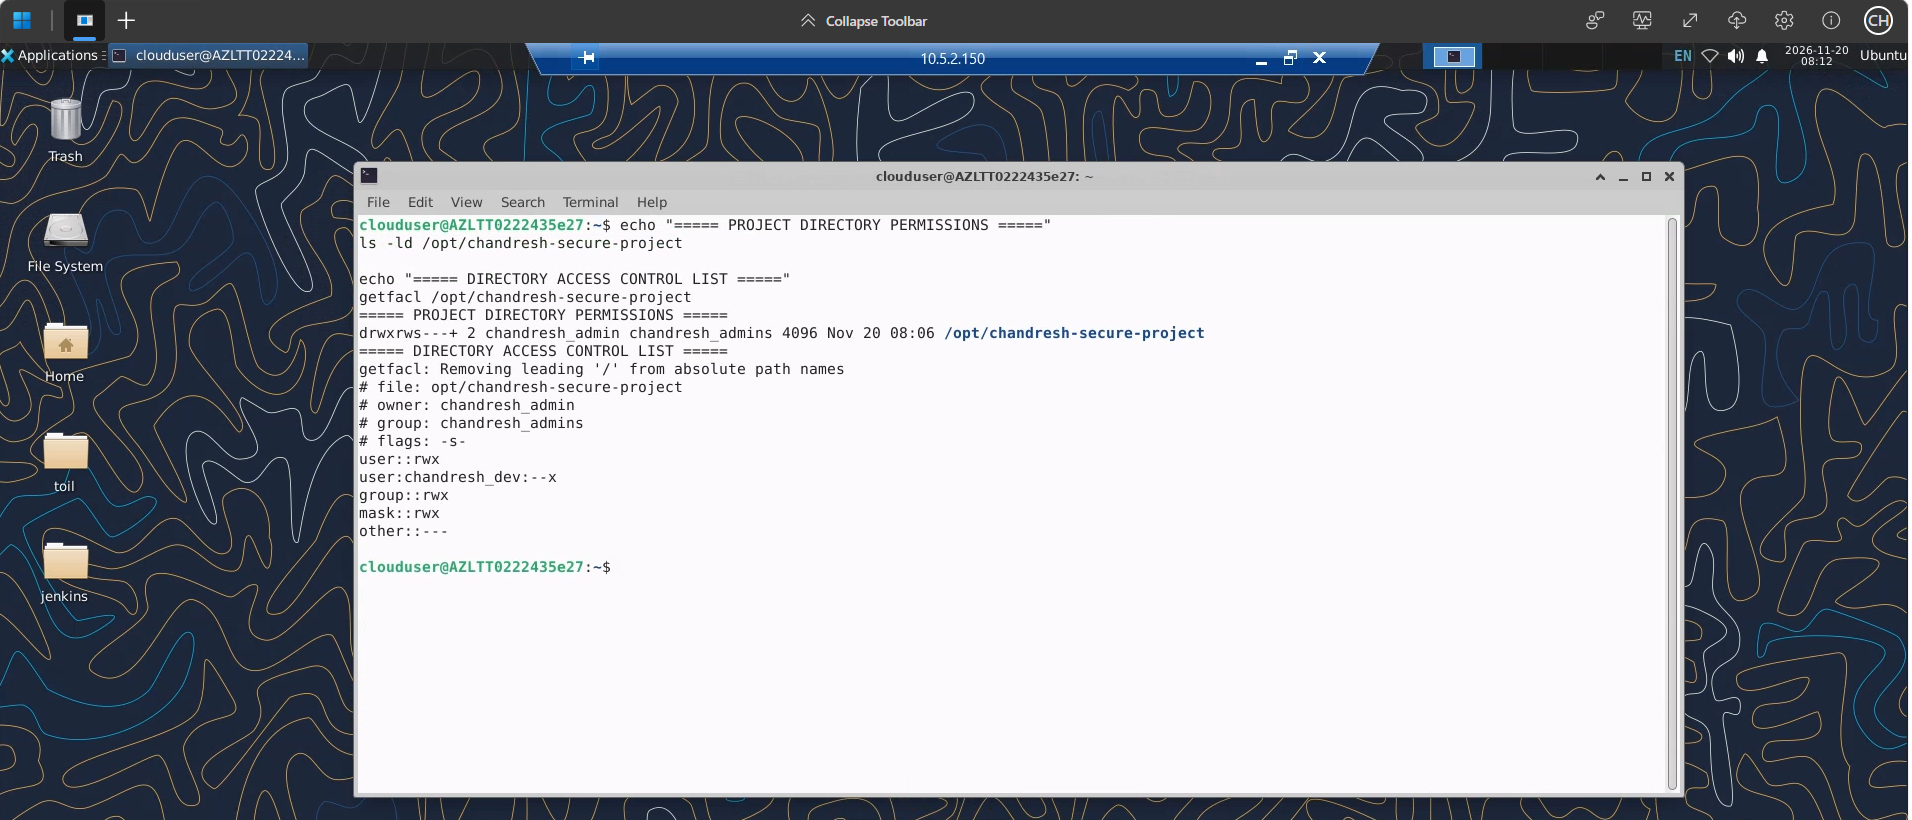 CH
Collapse Toolbar
Applications
clouduser@AZLTT02224...
10.5.2.150
EN
2026-11-20
08:12
Ubuntu
Trash
File System
Home
toil
jenkins
clouduser@AZLTT0222435e27: ~
File Edit View Search Terminal Help
clouduser@AZLTT0222435e27:~$ echo "===== PROJECT DIRECTORY PERMISSIONS ====="
ls -ld /opt/chandresh-secure-project
echo "===== DIRECTORY ACCESS CONTROL LIST ====="
getfacl /opt/chandresh-secure-project
===== PROJECT DIRECTORY PERMISSIONS =====
drwxrws---+ 2 chandresh_admin chandresh_admins 4096 Nov 20 08:06 /opt/chandresh-secure-project
===== DIRECTORY ACCESS CONTROL LIST =====
getfacl: Removing leading '/' from absolute path names
# file: opt/chandresh-secure-project
# owner: chandresh_admin
# group: chandresh_admins
# flags: -s-
user::rwx
user:chandresh_dev:--x
group::rwx
mask::rwx
other::---
clouduser@AZLTT0222435e27:~$